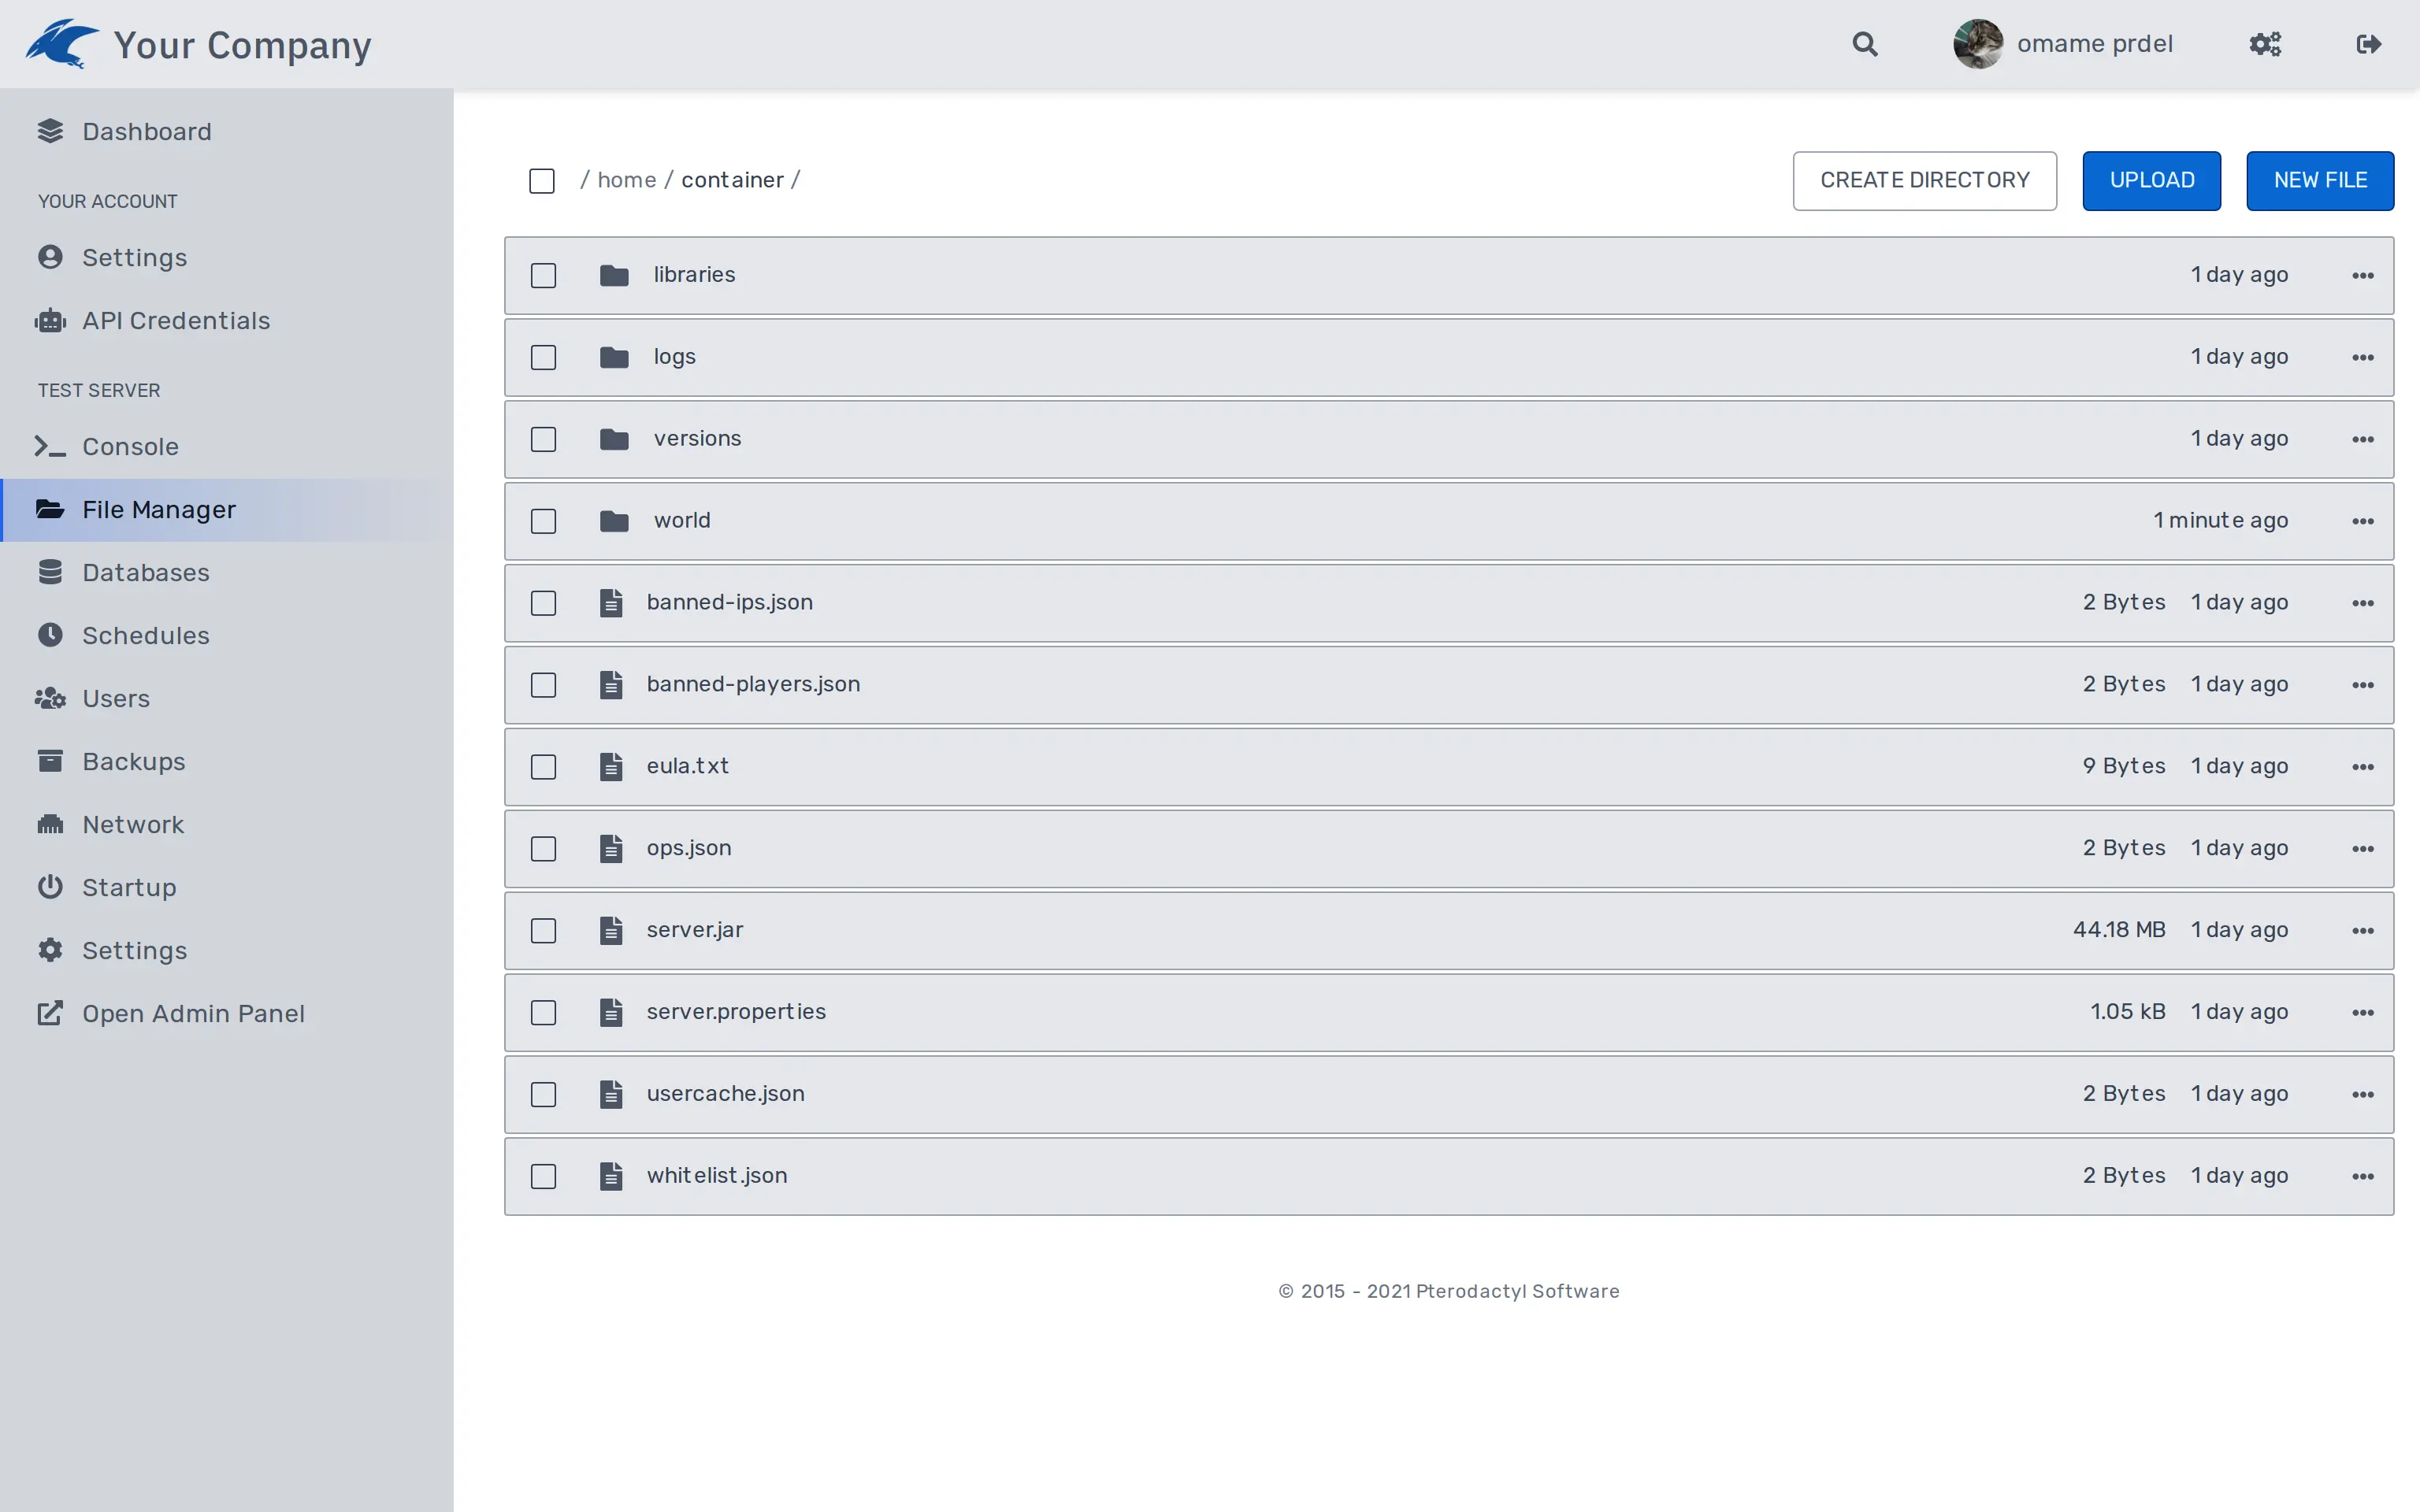 Your Company
omame prdel
Dashboard
YOUR ACCOUNT
Settings
API Credentials
TEST SERVER
Console
File Manager
Databases
Schedules
Users
Backups
Network
Startup
Settings
Open Admin Panel
/ home / container /
CREATE DIRECTORY
UPLOAD
NEW FILE
libraries 1 day ago
logs 1 day ago
versions 1 day ago
world 1 minute ago
banned-ips.json 2 Bytes 1 day ago
banned-players.json 2 Bytes 1 day ago
eula.txt 9 Bytes 1 day ago
ops.json 2 Bytes 1 day ago
server.jar 44.18 MB 1 day ago
server.properties 1.05 kB 1 day ago
usercache.json 2 Bytes 1 day ago
whitelist.json 2 Bytes 1 day ago
© 2015 - 2021 Pterodactyl Software